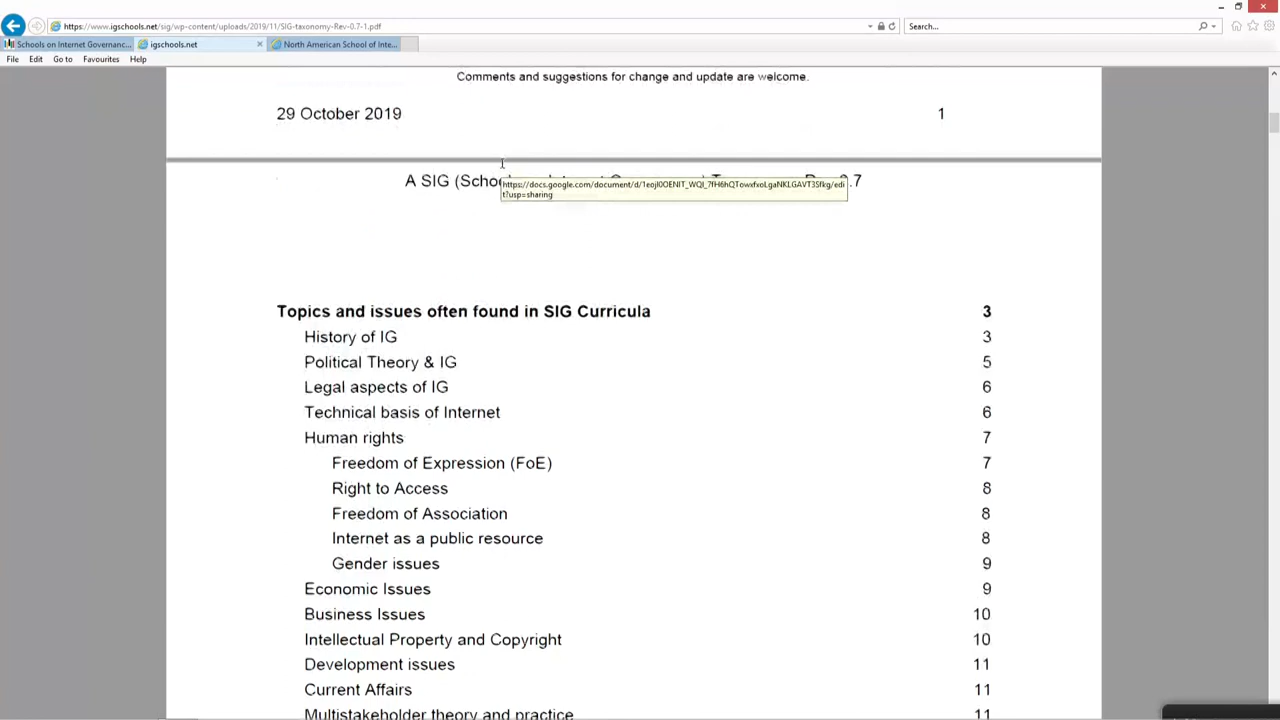 https://www.igschools.net/sig/wp-content/uploads/2019/11/SIG-taxonomy-Rev-0.7-1.pdf
Search...
Schools on Internet Governanc...
igschools.net
North American School of Inte...
File Edit Go to Favourites Help
Comments and suggestions for change and update are welcome.
29 October 2019 1
A SIG (Schoo .7
edi
t?usp=sharing
Topics and issues often found in SIG Curricula 3
History of IG 3
Political Theory & IG 5
Legal aspects of IG 6
Technical basis of Internet 6
Human rights 7
Freedom of Expression (FoE) 7
Right to Access 8
Freedom of Association 8
Internet as a public resource 8
Gender issues 9
Economic Issues 9
Business Issues 10
Intellectual Property and Copyright 10
Development issues 11
Current Affairs 11
Multistakeholder theory and practice 11